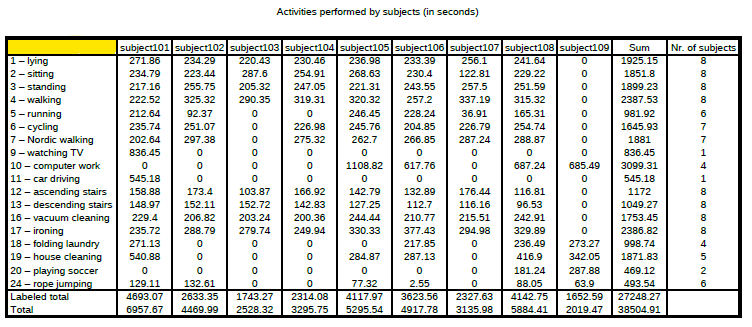 Activities performed by subjects (in seconds)
subject101 subject102 subject103 subject104 subject105 subject106 subject107 subject108 subject109 Sum Nr. of subjects
1 – lying 271.86 234.29 220.43 230.46 236.98 233.39 256.1 241.64 0 1925.15 8
2 – sitting 234.79 223.44 287.6 254.91 268.63 230.4 122.81 229.22 0 1851.8 8
3 – standing 217.16 255.75 205.32 247.05 221.31 243.55 257.5 251.59 0 1899.23 8
4 – walking 222.52 325.32 290.35 319.31 320.32 257.2 337.19 315.32 0 2387.53 8
5 – running 212.64 92.37 0 0 246.45 228.24 36.91 165.31 0 981.92 6
6 – cycling 235.74 251.07 0 226.98 245.76 204.85 226.79 254.74 0 1645.93 7
7 – Nordic walking 202.64 297.38 0 275.32 262.7 266.85 287.24 288.87 0 1881 7
9 – watching TV 836.45 0 0 0 0 0 0 0 0 836.45 1
10 – computer work 0 0 0 0 1108.82 617.76 0 687.24 685.49 3099.31 4
11 – car driving 545.18 0 0 0 0 0 0 0 0 545.18 1
12 – ascending stairs 158.88 173.4 103.87 166.92 142.79 132.89 176.44 116.81 0 1172 8
13 – descending stairs 148.97 152.11 152.72 142.83 127.25 112.7 116.16 96.53 0 1049.27 8
16 – vacuum cleaning 229.4 206.82 203.24 200.36 244.44 210.77 215.51 242.91 0 1753.45 8
17 – ironing 235.72 288.79 279.74 249.94 330.33 377.43 294.98 329.89 0 2386.82 8
18 – folding laundry 271.13 0 0 0 0 217.85 0 236.49 273.27 998.74 4
19 – house cleaning 540.88 0 0 0 284.87 287.13 0 416.9 342.05 1871.83 5
20 – playing soccer 0 0 0 0 0 0 0 181.24 287.88 469.12 2
24 – rope jumping 129.11 132.61 0 0 77.32 2.55 0 88.05 63.9 493.54 6
Labeled total 4693.07 2633.35 1743.27 2314.08 4117.97 3623.56 2327.63 4142.75 1652.59 27248.27
Total 6957.67 4469.99 2528.32 3295.75 5295.54 4917.78 3135.98 5884.41 2019.47 38504.91